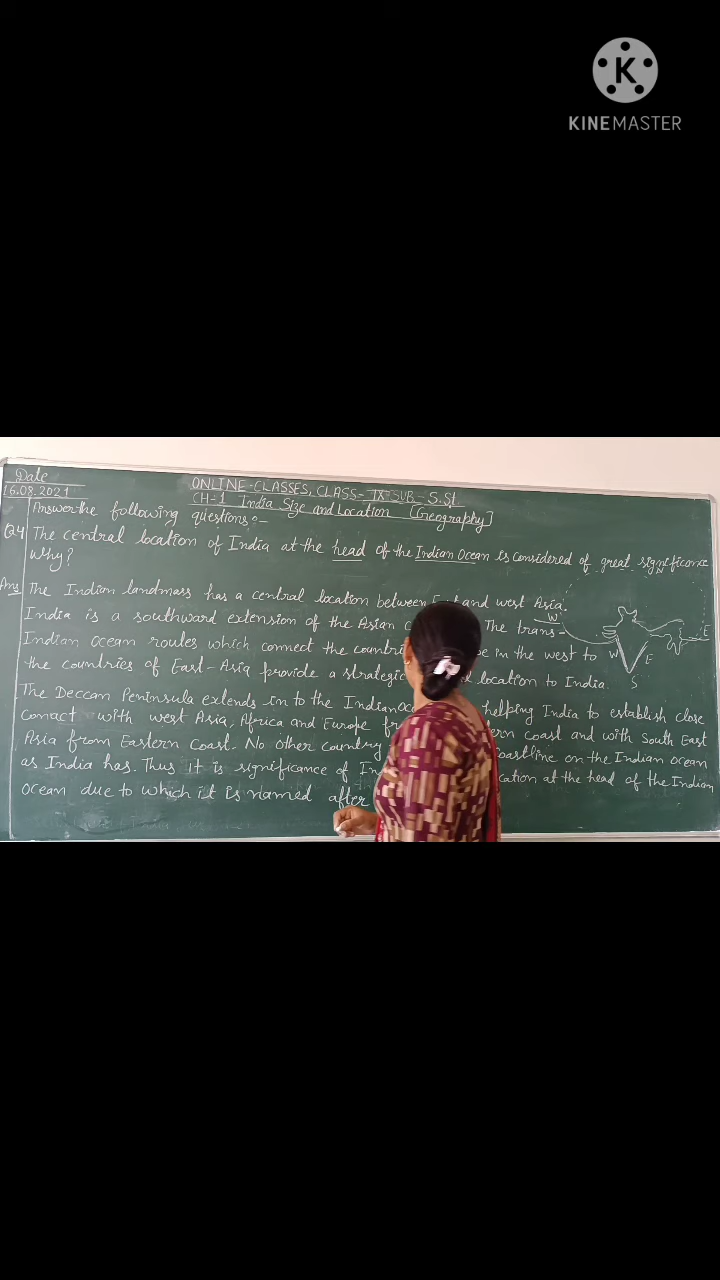 KINEMASTER
Date
16.08.2021
ONLINE-CLASSES, CLASS- IX SUB - S.St
CH-1 India Size and Location [Geography]
Answer the following questions:-
Q4 The central location of India at the head of the Indian Ocean is considered of great significance
Why?
Ans The Indian landmass has a central location between and west Asia.
India is a southward extension of the Asian The trans-
Indian Ocean routes which connect the in the west to
the countries of East-Asia provide a strategic location to India.
The Deccan Peninsula extends in to the Indian helping India to establish close
contact with west Asia, Africa and Europe coast and with South East
Asia from Eastern Coast. No other country on the Indian Ocean
as India has. Thus it is significance of at the head of the Indian
Ocean due to which it is named after
W
W E
E
S